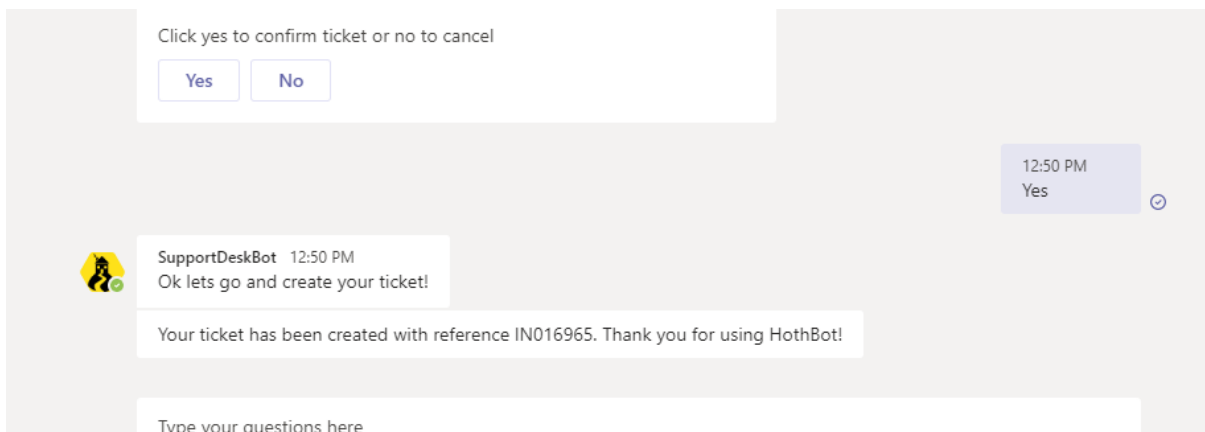 Click yes to confirm ticket or no to cancel
Yes No
12:50 PM
Yes
SupportDeskBot 12:50 PM
Ok lets go and create your ticket!
Your ticket has been created with reference IN016965. Thank you for using HothBot!
Type your questions here